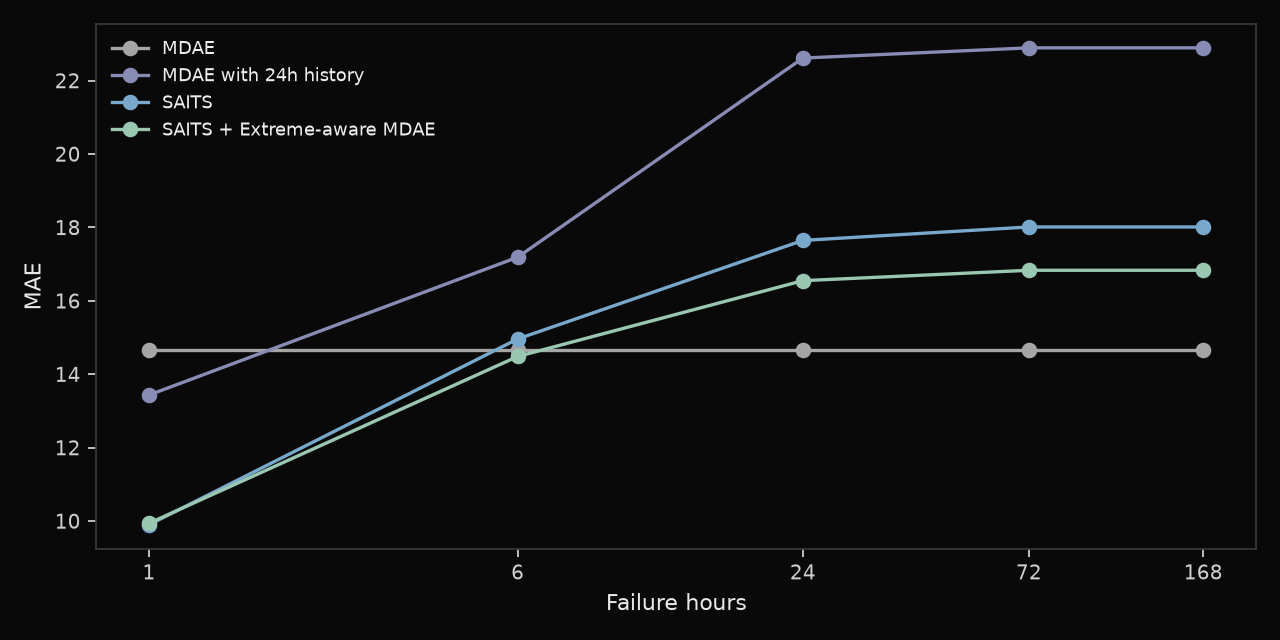 MDAE
MDAE with 24h history
SAITS
SAITS + Extreme-aware MDAE
MAE
22
20
18
16
14
12
10
1 6 24 72 168
Failure hours